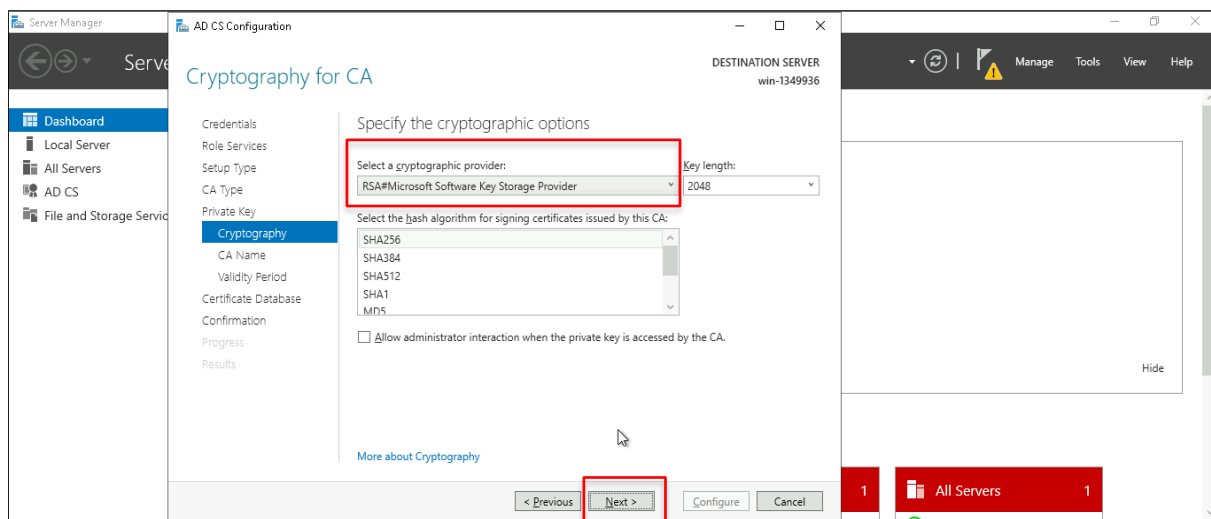 Server Manager
AD CS Configuration
Serve
Manage Tools View Help
Cryptography for CA
DESTINATION SERVER
win-1349936
Dashboard
Local Server
All Servers
AD CS
File and Storage Servic
Credentials
Role Services
Setup Type
CA Type
Private Key
Cryptography
CA Name
Validity Period
Certificate Database
Confirmation
Progress
Results
Specify the cryptographic options
Select a cryptographic provider:
Key length:
RSA#Microsoft Software Key Storage Provider
2048
Select the hash algorithm for signing certificates issued by this CA:
SHA256
SHA384
SHA512
SHA1
MD5
Allow administrator interaction when the private key is accessed by the CA.
More about Cryptography
Hide
< Previous
Next >
Configure
Cancel
1
All Servers
1